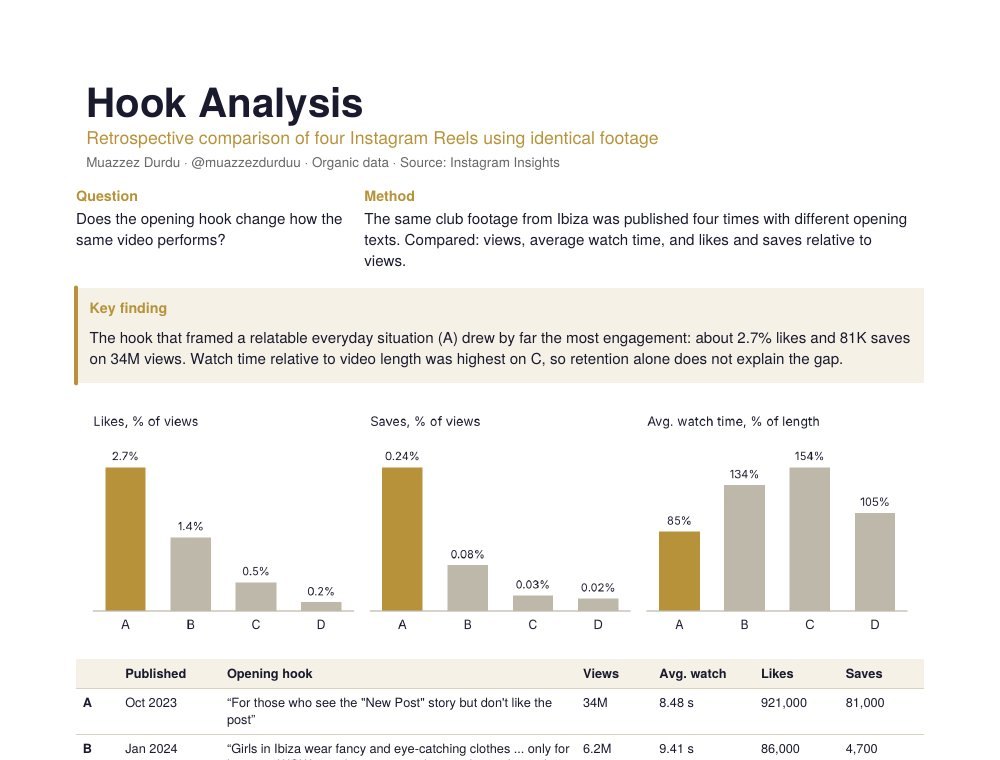 Hook Analysis
Retrospective comparison of four Instagram Reels using identical footage
Muazzez Durdu · @muazzezdurduu · Organic data · Source: Instagram Insights
Question
Does the opening hook change how the
same video performs?
Method
The same club footage from Ibiza was published four times with different opening
texts. Compared: views, average watch time, and likes and saves relative to
views.
Key finding
The hook that framed a relatable everyday situation (A) drew by far the most engagement: about 2.7% likes and 81K saves
on 34M views. Watch time relative to video length was highest on C, so retention alone does not explain the gap.
Likes, % of views
2.7%
1.4%
0.5%
0.2%
A B C D
Saves, % of views
0.24%
0.08%
0.03%
0.02%
A B C D
Avg. watch time, % of length
85%
134%
154%
105%
A B C D
Published Opening hook Views Avg. watch Likes Saves
A Oct 2023 “For those who see the "New Post" story but don't like the 34M 8.48 s 921,000 81,000
post”
B Jan 2024 “Girls in Ibiza wear fancy and eye-catching clothes ... only for 6.2M 9.41 s 86,000 4,700